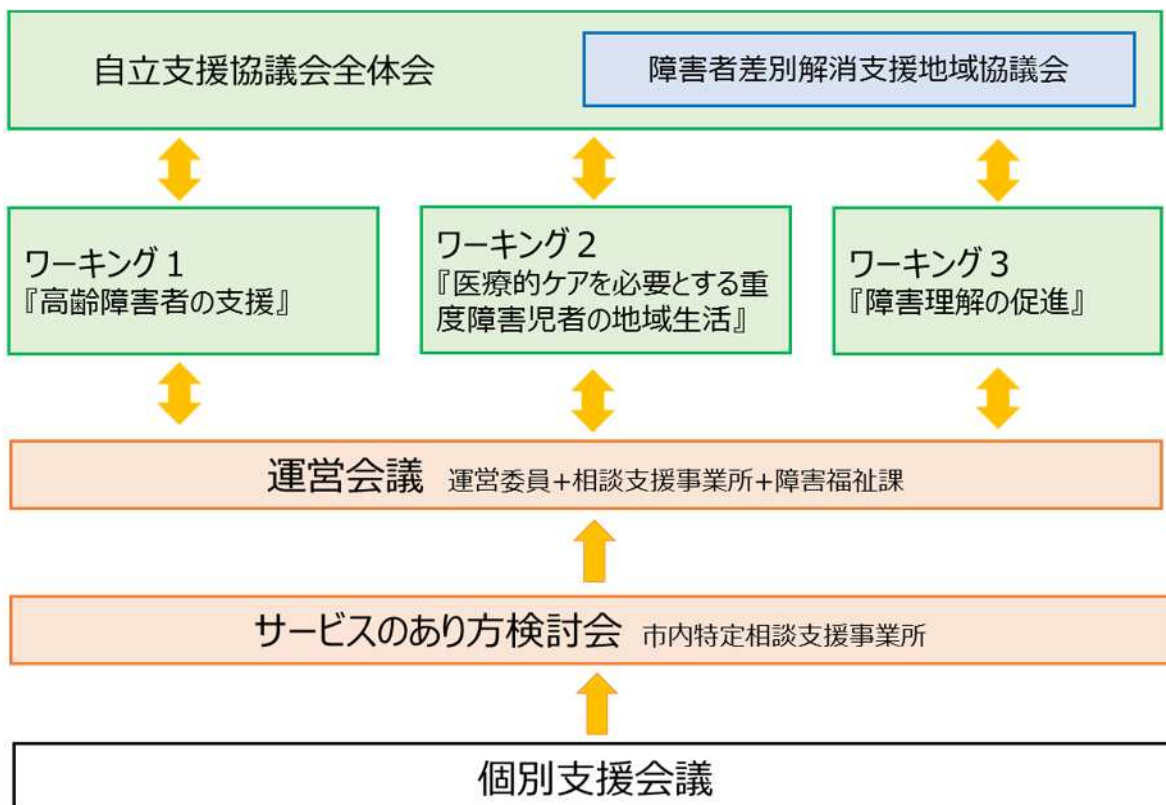 自立支援協議会全体会
障害者差別解消支援地域協議会
ワーキング１
『高齢障害者の支援』
ワーキング２
『医療的ケアを必要とする重
度障害児者の地域生活』
ワーキング３
『障害理解の促進』
運営会議 運営委員+相談支援事業所+障害福祉課
サービスのあり方検討会 市内特定相談支援事業所
個別支援会議